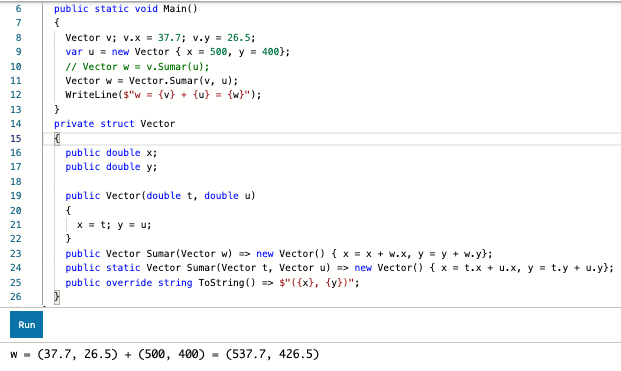 6 public static void Main()
7 {
8 Vector v; v.x = 37.7; v.y = 26.5;
9 var u = new Vector { x = 500, y = 400};
10 // Vector w = v.Sumar(u);
11 Vector w = Vector.Sumar(v, u);
12 WriteLine($"w = {v} + {u} = {w}");
13 }
14 private struct Vector
15 {
16 public double x;
17 public double y;
18
19 public Vector(double t, double u)
20 {
21 x = t; y = u;
22 }
23 public Vector Sumar(Vector w) => new Vector() { x = x + w.x, y = y + w.y};
24 public static Vector Sumar(Vector t, Vector u) => new Vector() { x = t.x + u.x, y = t.y + u.y};
25 public override string ToString() => $"({x}, {y})";
26 }
Run
w = (37.7, 26.5) + (500, 400) = (537.7, 426.5)